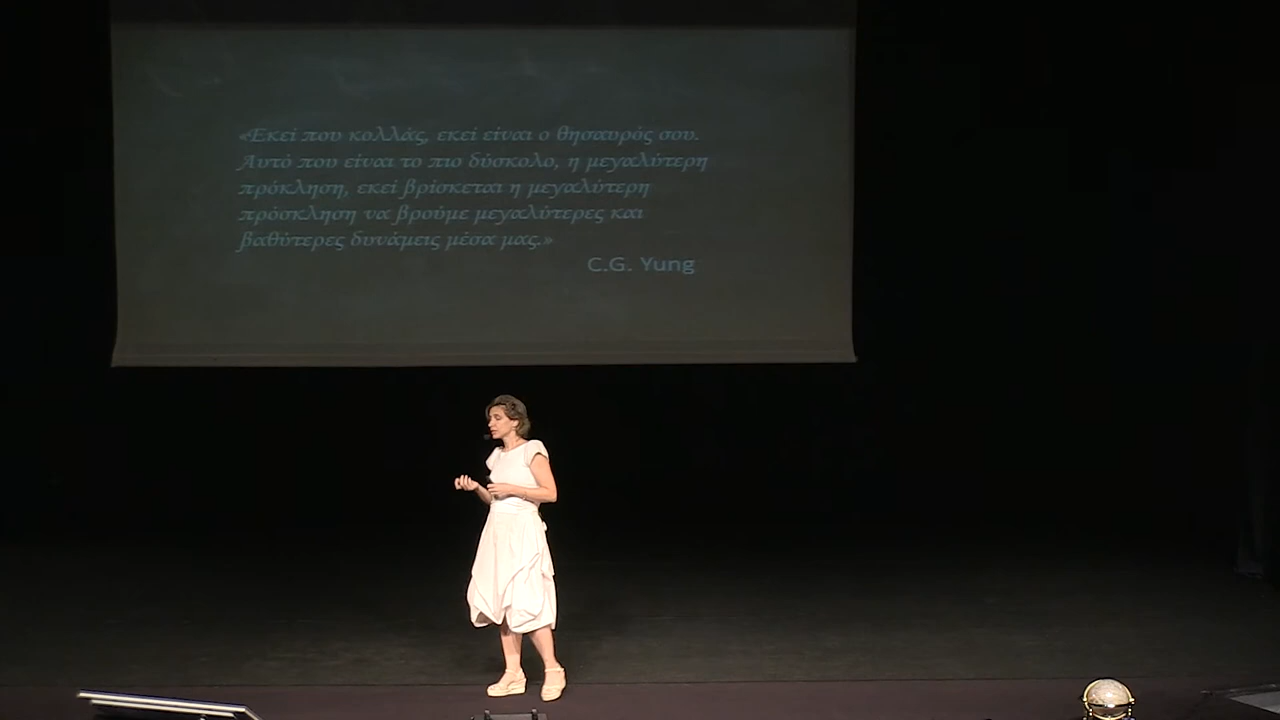 «Εκεί που κολλάς, εκεί είναι ο θησαυρός σου.
Αυτό που είναι το πιο δύσκολο, η μεγαλύτερη
πρόκληση, εκεί βρίσκεται η μεγαλύτερη
πρόσκληση να βρούμε μεγαλύτερες και
βαθύτερες δυνάμεις μέσα μας.»
C.G. Yung